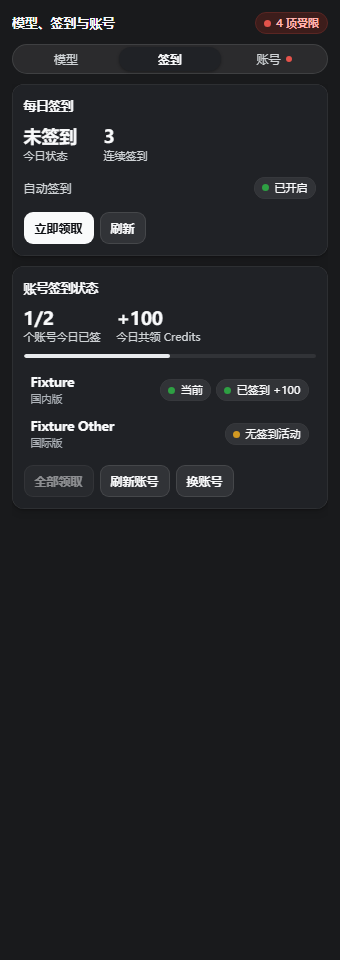 模型、签到与账号
4 项受限
模型
签到
账号
每日签到
未签到
3
今日状态
连续签到
自动签到
已开启
立即领取
刷新
账号签到状态
1/2
+100
个账号今日已签
今日共领 Credits
Fixture
当前
已签到 +100
国内版
Fixture Other
无签到活动
国际版
全部领取
刷新账号
换账号